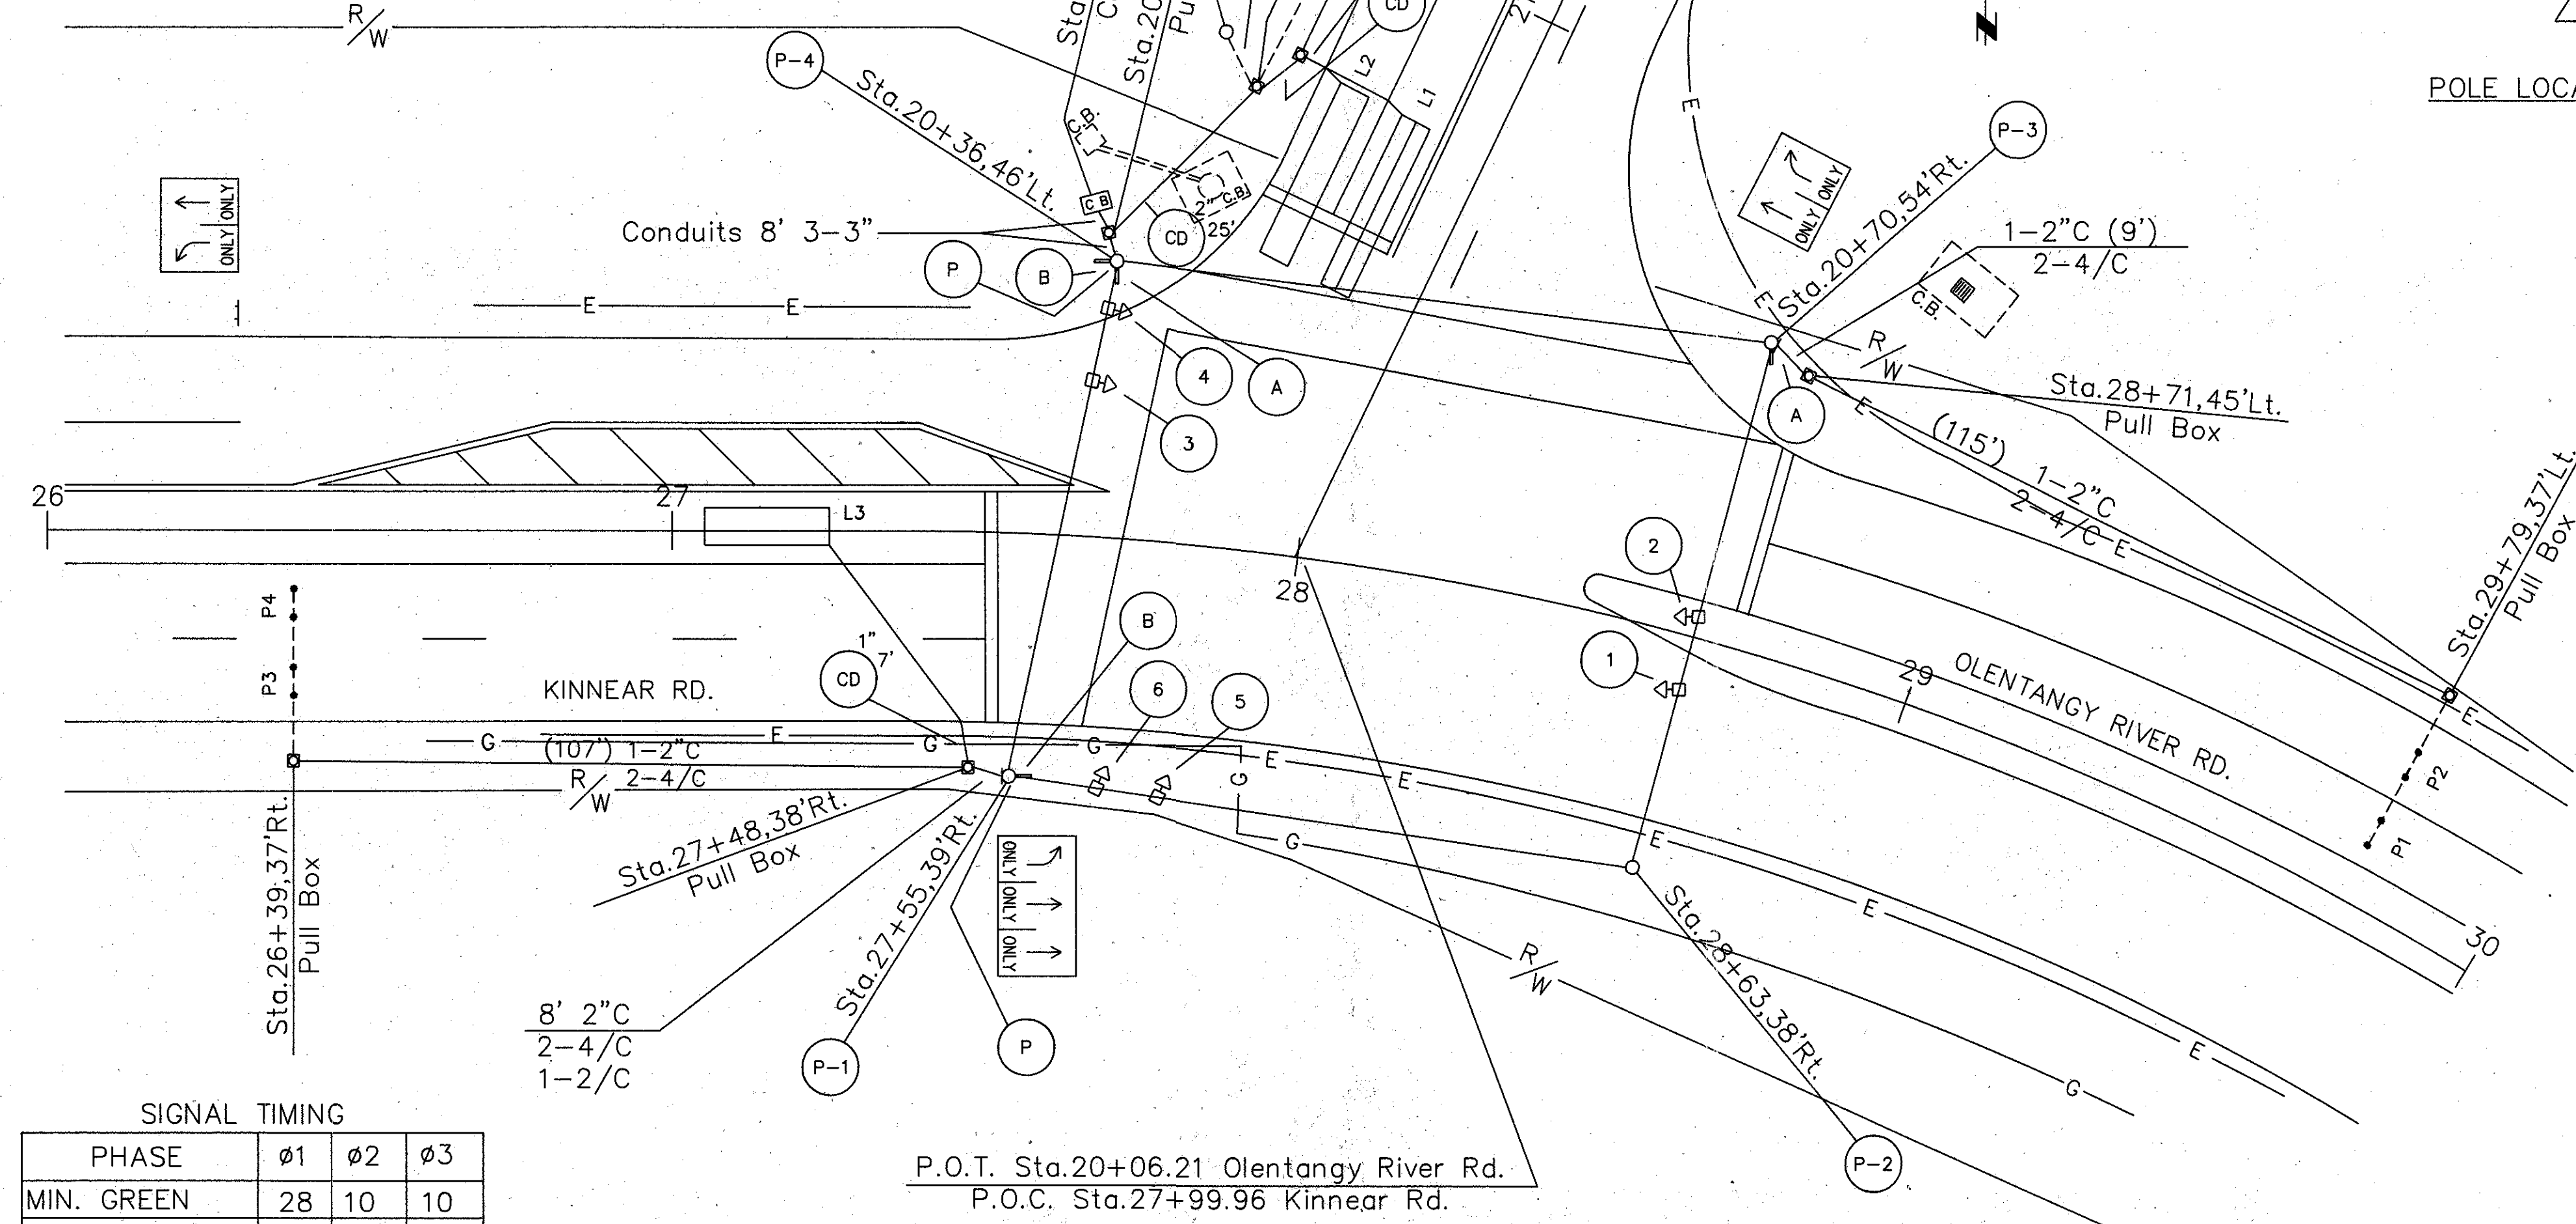 R/W
P-4
Sta.20+36,46'Lt.
Sta.20
CD
L2
L1
E
POLE LOCA
P-3
Sta.20+70,54'Rt.
ONLY
ONLY
1-2"C (9')
2-4/C
C.B.
C.B.
C B
2" C.B.
CD
25'
Conduits 8' 3-3"
P
B
ONLY
ONLY
E
E
E
C.B.
R/W
Sta.28+71,45'Lt.
Pull Box
4
A
3
A
E
(115')
1-2"C
2-4/C
E
Sta.29+79,37'Lt.
Pull Box
26
27
L3
28
2
1
29
OLENTANGY RIVER RD.
P4
P3
KINNEAR RD.
CD
1"
7'
B
6
5
G
(107') 1-2"C
E
G
G
R/W
2-4/C
G
E
E
E
P2
P1
E
30
Sta.26+39,37'Rt.
Pull Box
Sta.27+48,38'Rt.
Pull Box
Sta.27+55,39'Rt.
ONLY
ONLY
ONLY
G
E
R/W
Sta.28+63,38'Rt.
8' 2"C
2-4/C
1-2/C
P-1
P
E
G
P-2
P.O.T. Sta.20+06.21 Olentangy River Rd.
P.O.C. Sta.27+99.96 Kinnear Rd.
SIGNAL TIMING
PHASE ø1 ø2 ø3
MIN. GREEN 28 10 10